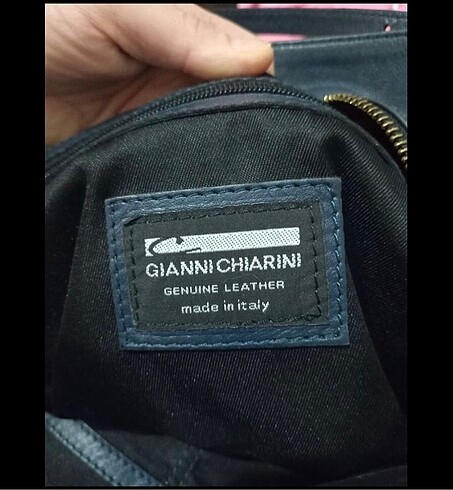 GIANNI CHIARINI
GENUINE LEATHER
made in italy